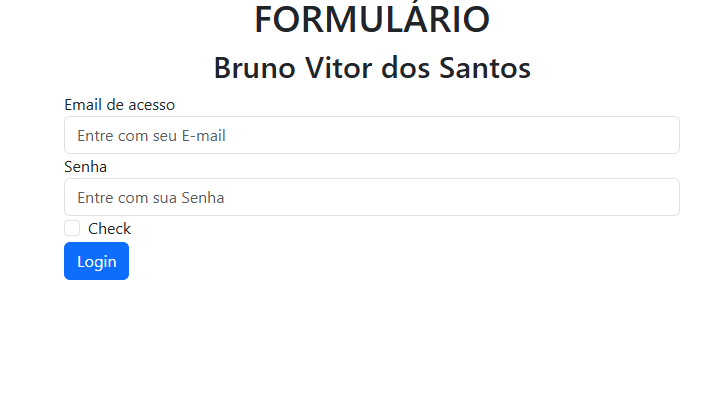 FORMULÁRIO
Bruno Vitor dos Santos
Email de acesso
Entre com seu E-mail
Senha
Entre com sua Senha
Check
Login